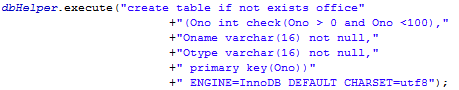 dbHelper.execute("create table if not exists office"
+"(Ono int check(Ono > 0 and Ono <100),"
+"Oname varchar(16) not null,"
+"Otype varchar(16) not null,"
+" primary key(Ono))"
+" ENGINE=InnoDB DEFAULT CHARSET=utf8");